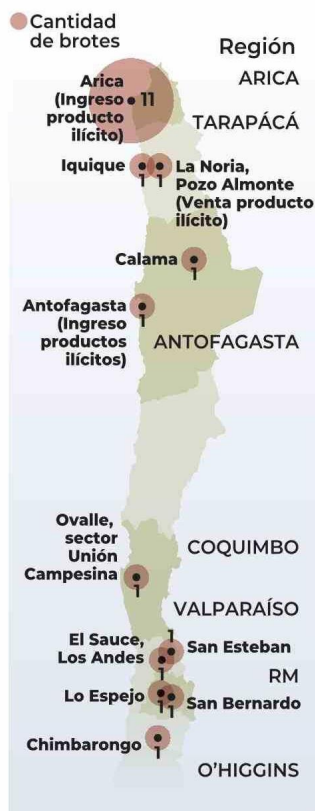 Cantidad
de brotes
Región
ARICA
Arica
(Ingreso
producto
ilícito)
11
TARAPÁCÁ
Iquique
1
1
La Noria,
Pozo Almonte
(Venta producto
ilícito)
Calama
1
Antofagasta
(Ingreso
productos
ilícitos)
1
ANTOFAGASTA
Ovalle,
sector
Unión
Campesina
1
COQUIMBO
VALPARAÍSO
El Sauce,
Los Andes
1
1
San Esteban
RM
Lo Espejo
1
1
San Bernardo
Chimbarongo
1
O'HIGGINS